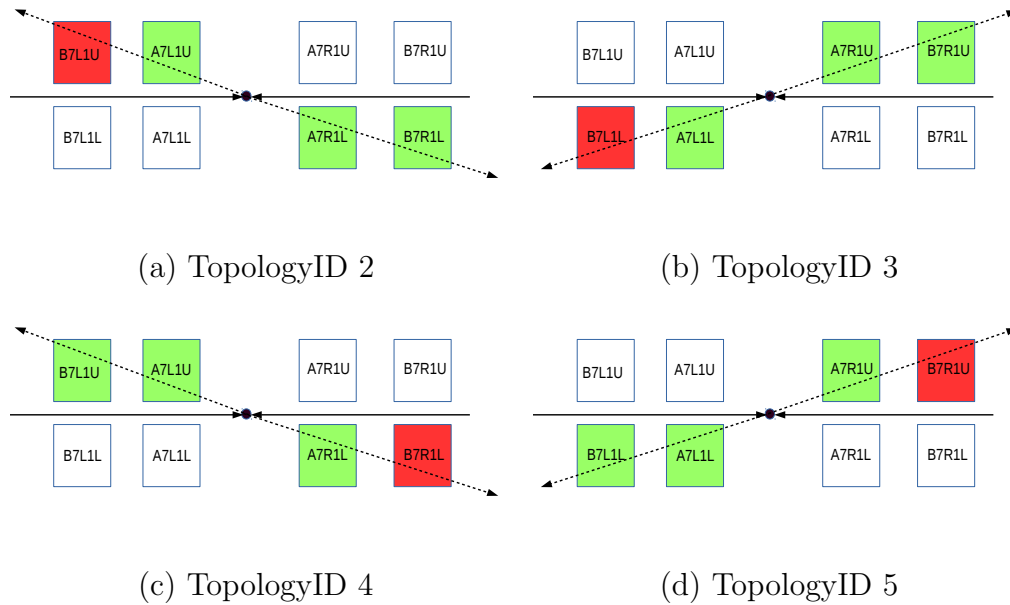 B7L1U A7L1U A7R1U B7R1U
B7L1L A7L1L A7R1L B7R1L
(a) TopologyID 2
B7L1U A7L1U A7R1U B7R1U
B7L1L A7L1L A7R1L B7R1L
(b) TopologyID 3
B7L1U A7L1U A7R1U B7R1U
B7L1L A7L1L A7R1L B7R1L
(c) TopologyID 4
B7L1U A7L1U A7R1U B7R1U
B7L1L A7L1L A7R1L B7R1L
(d) TopologyID 5